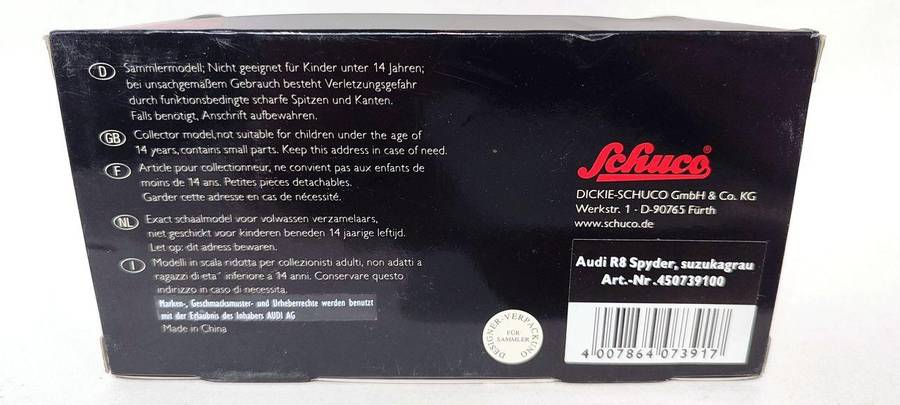 D Sammlermodell; Nicht geeignet für Kinder unter 14 Jahren;
bei unsachgemäßem Gebrauch besteht Verletzungsgefahr
durch funktionsbedingte scharfe Spitzen und Kanten.
Falls benötigt, Anschrift aufbewahren.
GB Collector model,not suitable for children under the age of
14 years,contains small parts. Keep this address in case of need.
F Article pour collectionneur, ne convient pas aux enfants de
moins de 14 ans. Petites pièces detachables.
Garder cette adresse en cas de nécessité.
NL Exact schaalmodel voor volwassen verzamelaars,
niet geschikt voor kinderen beneden 14 jaarige leftijd.
Let op: dit adress bewaren.
I Modelli in scala ridotta per collezionisti adulti, non adatti a
ragazzi di eta' inferiore a 14 anni. Conservare questo
indirizzo in caso di necessita.
Marken-, Geschmacksmuster- und Urheberrechte werden benutzt
mit der Erlaubnis des Inhabers AUDI AG
Made in China
Schuco®
DICKIE-SCHUCO GmbH & Co. KG
Werkstr. 1 - D-90765 Fürth
www.schuco.de
Audi R8 Spyder, suzukagrau
Art.-Nr .450739100
4 007864 073917
DESIGNER-VERPACKUNG
FÜR
SAMMLER